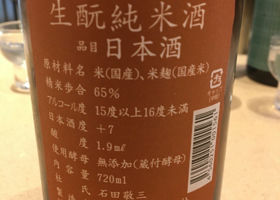 生酛純米酒
品目 日本酒
原材料名 米(国産)、米麹(国産米)
精米歩合 65%
アルコール度 15度以上16度未満
日本酒度 +7
酸度 1.9㎖
使用酵母 無添加(蔵付酵母)
容量 720ml
氏 石田敬三